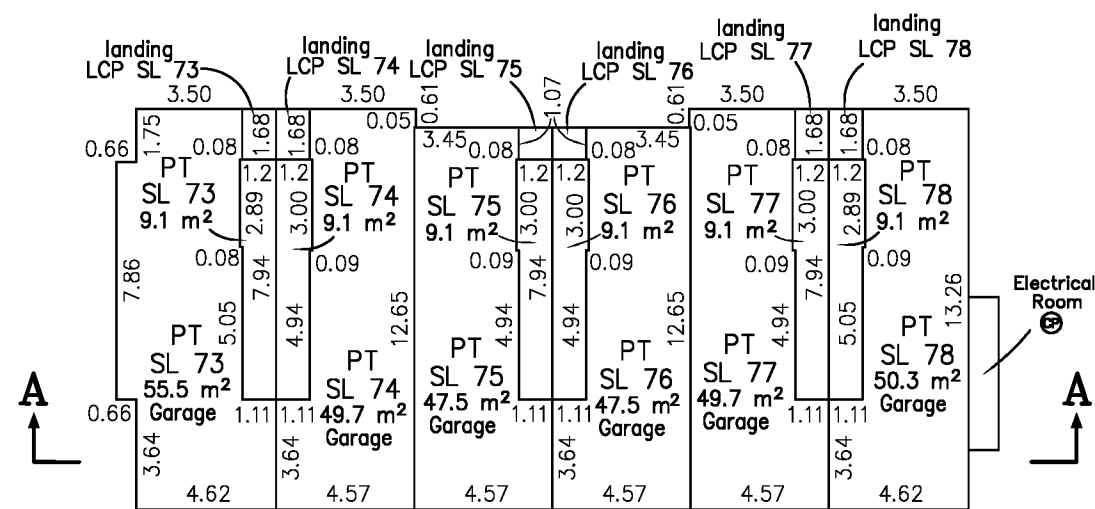 landing
LCP SL 73
landing
LCP SL 74
landing
LCP SL 75
landing
LCP SL 76
landing
LCP SL 77
landing
LCP SL 78
3.50
3.50
0.61
1.07
0.61
3.50
3.50
1.75
1.68
1.68
0.05
0.05
1.68
1.68
0.66
0.08
0.08
3.45
0.08
0.08
3.45
0.08
0.08
PT
SL 73
9.1 m²
1.2
1.2
2.89
3.00
PT
SL 74
9.1 m²
PT
SL 75
9.1 m²
1.2
1.2
3.00
3.00
PT
SL 76
9.1 m²
PT
SL 77
9.1 m²
1.2
1.2
3.00
2.89
PT
SL 78
9.1 m²
0.08
0.09
0.09
0.09
0.09
0.09
7.86
7.94
7.94
7.94
13.26
Electrical
Room
CP
5.05
4.94
12.65
4.94
4.94
12.65
4.94
5.05
PT
SL 73
55.5 m²
Garage
PT
SL 74
49.7 m²
Garage
PT
SL 75
47.5 m²
Garage
PT
SL 76
47.5 m²
Garage
PT
SL 77
49.7 m²
Garage
PT
SL 78
50.3 m²
Garage
A
A
0.66
1.11
1.11
1.11
1.11
1.11
1.11
3.64
3.64
3.64
3.64
4.62
4.57
4.57
4.57
4.57
4.62